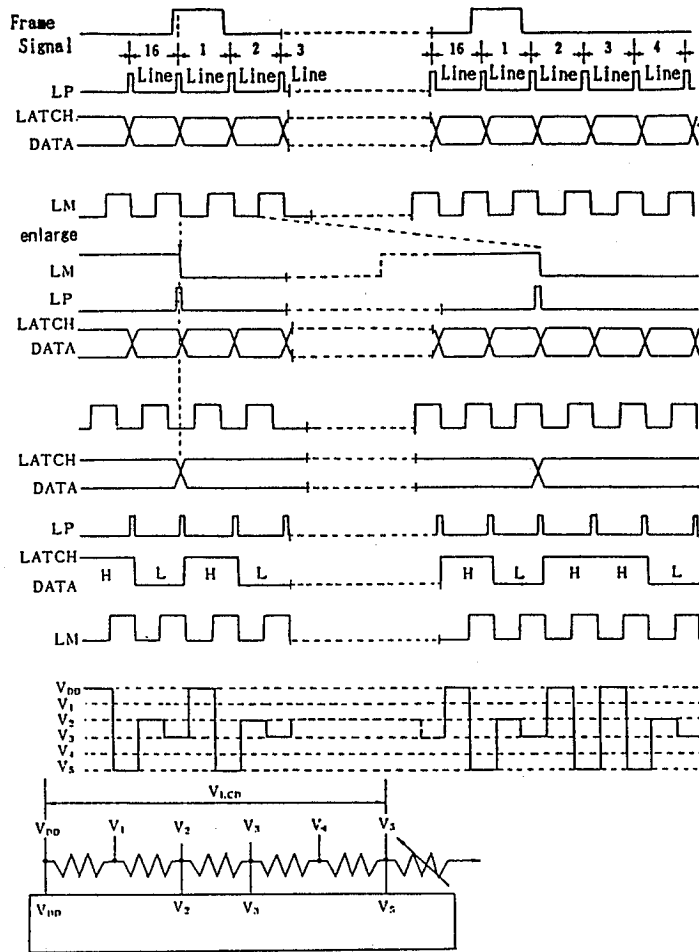 Frame
Signal
16 1 2 3 16 1 2 3 4
Line Line Line Line Line Line Line Line Line
LP
LATCH
DATA
LM
enlarge
LM
LP
LATCH
DATA
LATCH
DATA
LP
LATCH
DATA
H L H L H L H H L
LM
VDD
V1
V2
V3
V4
V5
VLCD
VDD V1 V2 V3 V4 V5
VDD V2 V3 V5